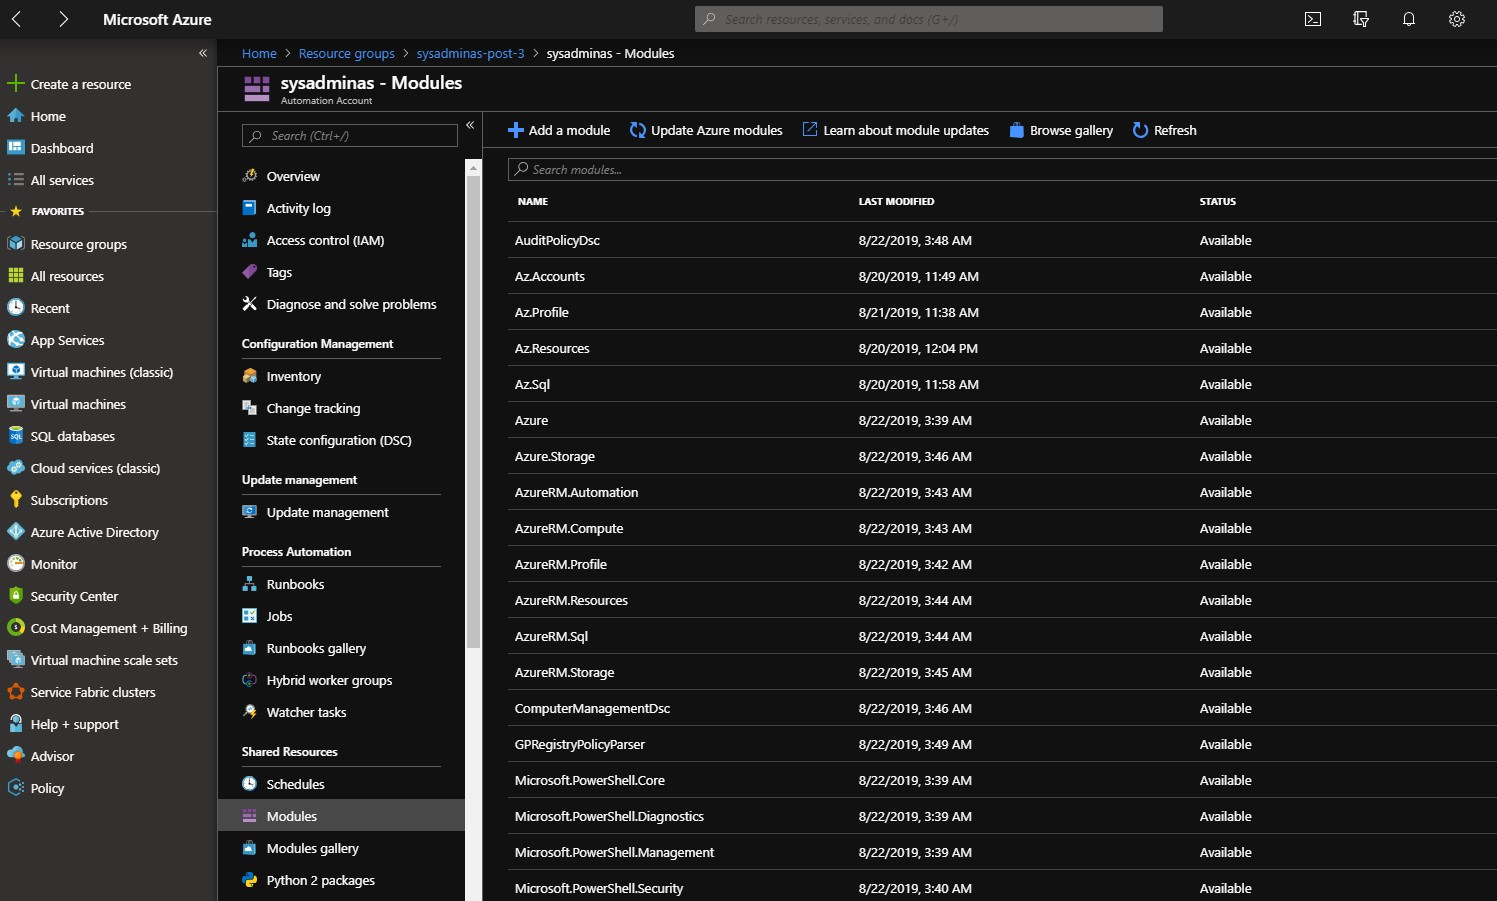 Microsoft Azure
Search resources, services, and docs (G+/)
Home > Resource groups > sysadminas-post-3 > sysadminas - Modules
sysadminas - Modules
Automation Account
Create a resource
Home
Dashboard
All services
FAVORITES
Resource groups
All resources
Recent
App Services
Virtual machines (classic)
Virtual machines
SQL databases
Cloud services (classic)
Subscriptions
Azure Active Directory
Monitor
Security Center
Cost Management + Billing
Virtual machine scale sets
Service Fabric clusters
Help + support
Advisor
Policy
Search (Ctrl+/)
Overview
Activity log
Access control (IAM)
Tags
Diagnose and solve problems
Configuration Management
Inventory
Change tracking
State configuration (DSC)
Update management
Update management
Process Automation
Runbooks
Jobs
Runbooks gallery
Hybrid worker groups
Watcher tasks
Shared Resources
Schedules
Modules
Modules gallery
Python 2 packages
Add a module Update Azure modules Learn about module updates Browse gallery Refresh
Search modules...
NAME LAST MODIFIED STATUS
AuditPolicyDsc 8/22/2019, 3:48 AM Available
Az.Accounts 8/20/2019, 11:49 AM Available
Az.Profile 8/21/2019, 11:38 AM Available
Az.Resources 8/20/2019, 12:04 PM Available
Az.Sql 8/20/2019, 11:58 AM Available
Azure 8/22/2019, 3:39 AM Available
Azure.Storage 8/22/2019, 3:46 AM Available
AzureRM.Automation 8/22/2019, 3:43 AM Available
AzureRM.Compute 8/22/2019, 3:43 AM Available
AzureRM.Profile 8/22/2019, 3:42 AM Available
AzureRM.Resources 8/22/2019, 3:44 AM Available
AzureRM.Sql 8/22/2019, 3:44 AM Available
AzureRM.Storage 8/22/2019, 3:45 AM Available
ComputerManagementDsc 8/22/2019, 3:46 AM Available
GPRegistryPolicyParser 8/22/2019, 3:49 AM Available
Microsoft.PowerShell.Core 8/22/2019, 3:39 AM Available
Microsoft.PowerShell.Diagnostics 8/22/2019, 3:39 AM Available
Microsoft.PowerShell.Management 8/22/2019, 3:39 AM Available
Microsoft.PowerShell.Security 8/22/2019, 3:40 AM Available